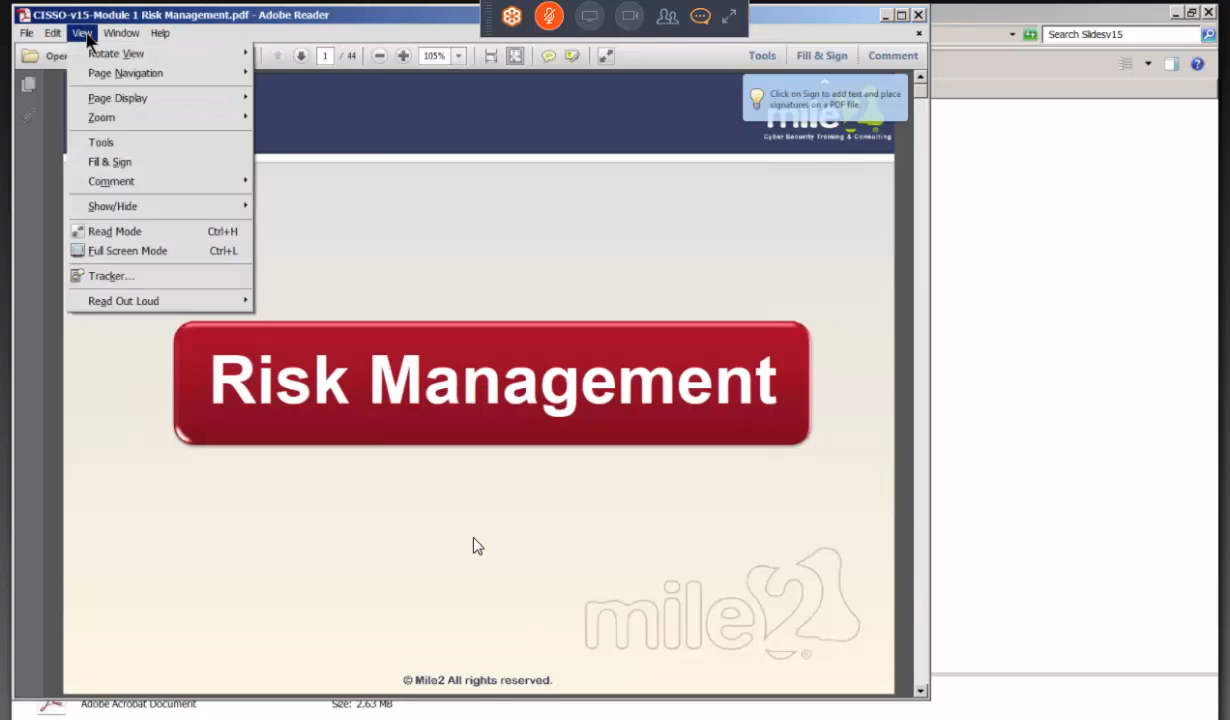 CISSO-v15-Module 1 Risk Management.pdf - Adobe Reader
File Edit View Window Help
Search Slidesv15
Open
1 / 44
105%
Tools Fill & Sign Comment
Rotate View
Page Navigation
Page Display
Zoom
Tools
Fill & Sign
Comment
Show/Hide
Read Mode Ctrl+H
Full Screen Mode Ctrl+L
Tracker...
Read Out Loud
Click on Sign to add text and place
signatures on a PDF file.
mile2
Cyber Security Training & Consulting
Risk Management
mile2
© Mile2 All rights reserved.
Adobe Acrobat Document Size: 2.63 MB